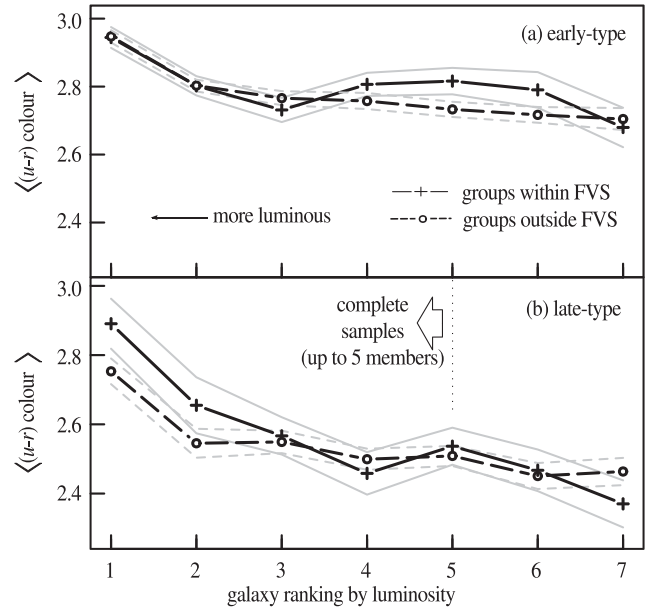 3.0
(a) early-type
2.8
⟨(u-r) colour⟩
2.6
groups within FVS
more luminous
groups outside FVS
2.4
3.0
complete
samples
(up to 5 members)
(b) late-type
2.8
⟨(u-r) colour⟩
2.6
2.4
1 2 3 4 5 6 7
galaxy ranking by luminosity